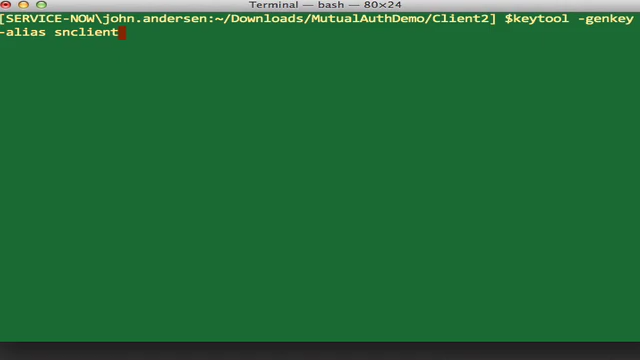 Terminal — bash — 80×24
[SERVICE-NOW\john.andersen:~/Downloads/MutualAuthDemo/Client2] $keytool -genkey
-alias snclient